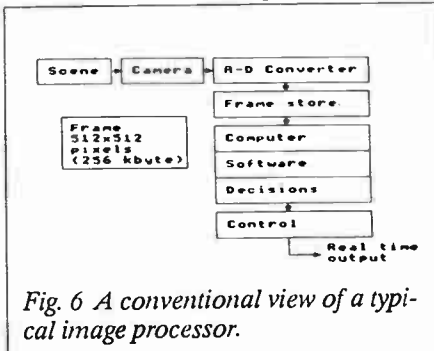 Scene
Camera
A-D Converter
Frame store
Frame
512x512
pixels
(256 kbyte)
Computer
Software
Decisions
Control
Real time
output
Fig. 6 A conventional view of a typi-
cal image processor.